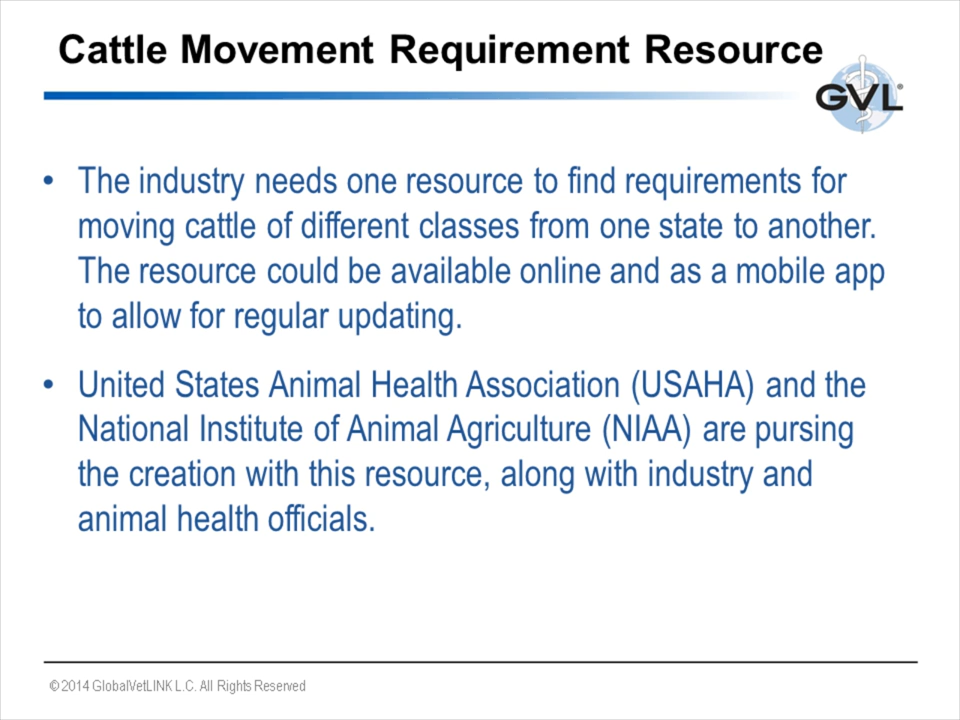 Cattle Movement Requirement Resource
GVL®
• The industry needs one resource to find requirements for
moving cattle of different classes from one state to another.
The resource could be available online and as a mobile app
to allow for regular updating.
• United States Animal Health Association (USAHA) and the
National Institute of Animal Agriculture (NIAA) are pursing
the creation with this resource, along with industry and
animal health officials.
© 2014 GlobalVetLINK L.C. All Rights Reserved